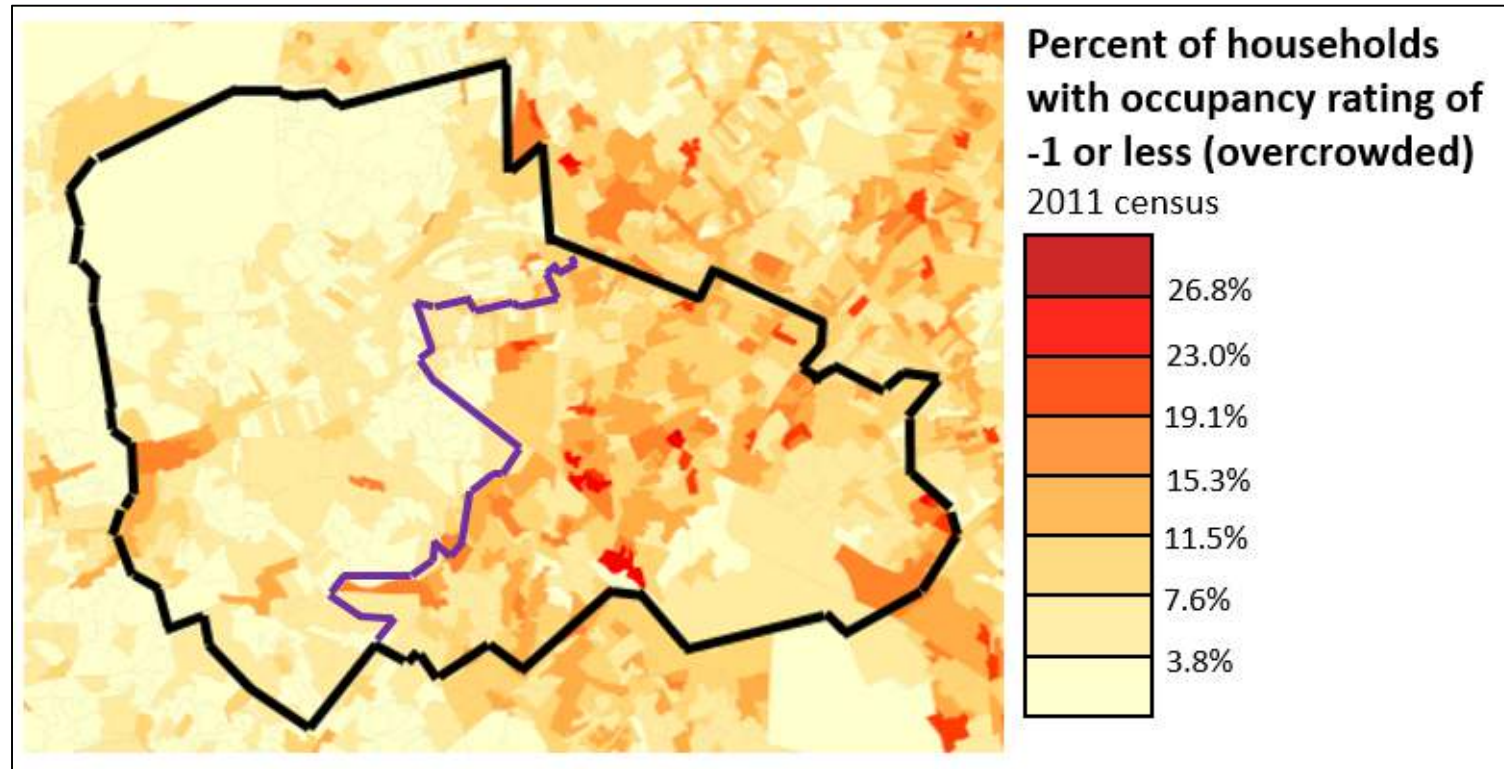 Percent of households
with occupancy rating of
-1 or less (overcrowded)
2011 census
26.8%
23.0%
19.1%
15.3%
11.5%
7.6%
3.8%